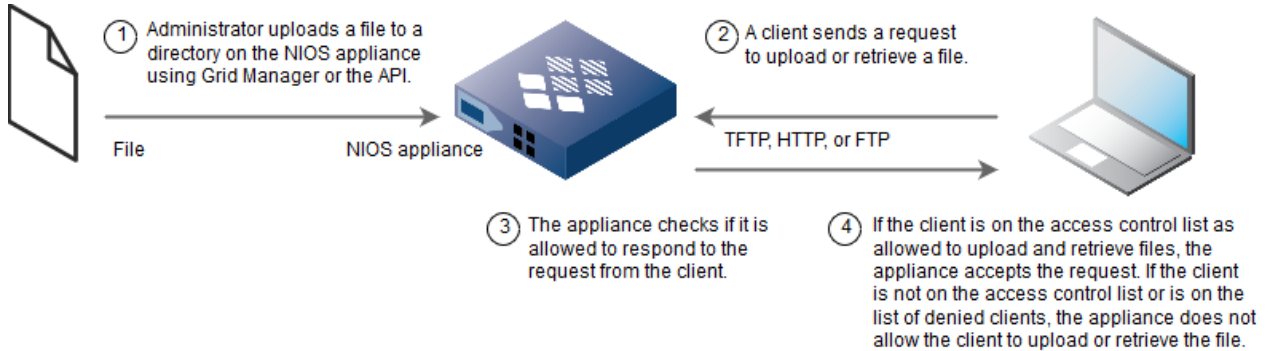 1 Administrator uploads a file to a
directory on the NIOS appliance
using Grid Manager or the API.
File
NIOS appliance
2 A client sends a request
to upload or retrieve a file.
TFTP, HTTP, or FTP
3 The appliance checks if it is
allowed to respond to the
request from the client.
4 If the client is on the access control list as
allowed to upload and retrieve files, the
appliance accepts the request. If the client
is not on the access control list or is on the
list of denied clients, the appliance does not
allow the client to upload or retrieve the file.